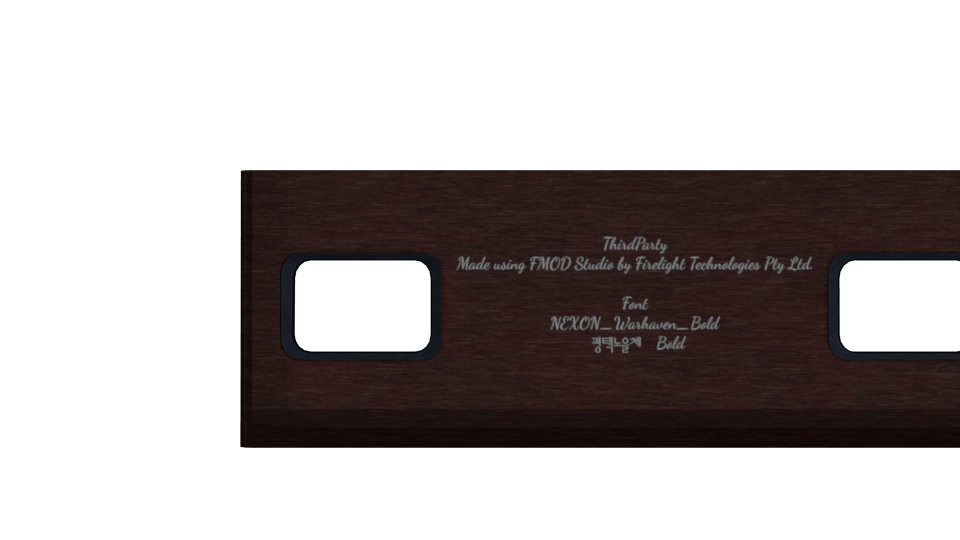 ThirdParty
Made using FMOD Studio by Firelight Technologies Pty Ltd.
Font
NEXON_Warhaven_Bold
평택노을체 Bold